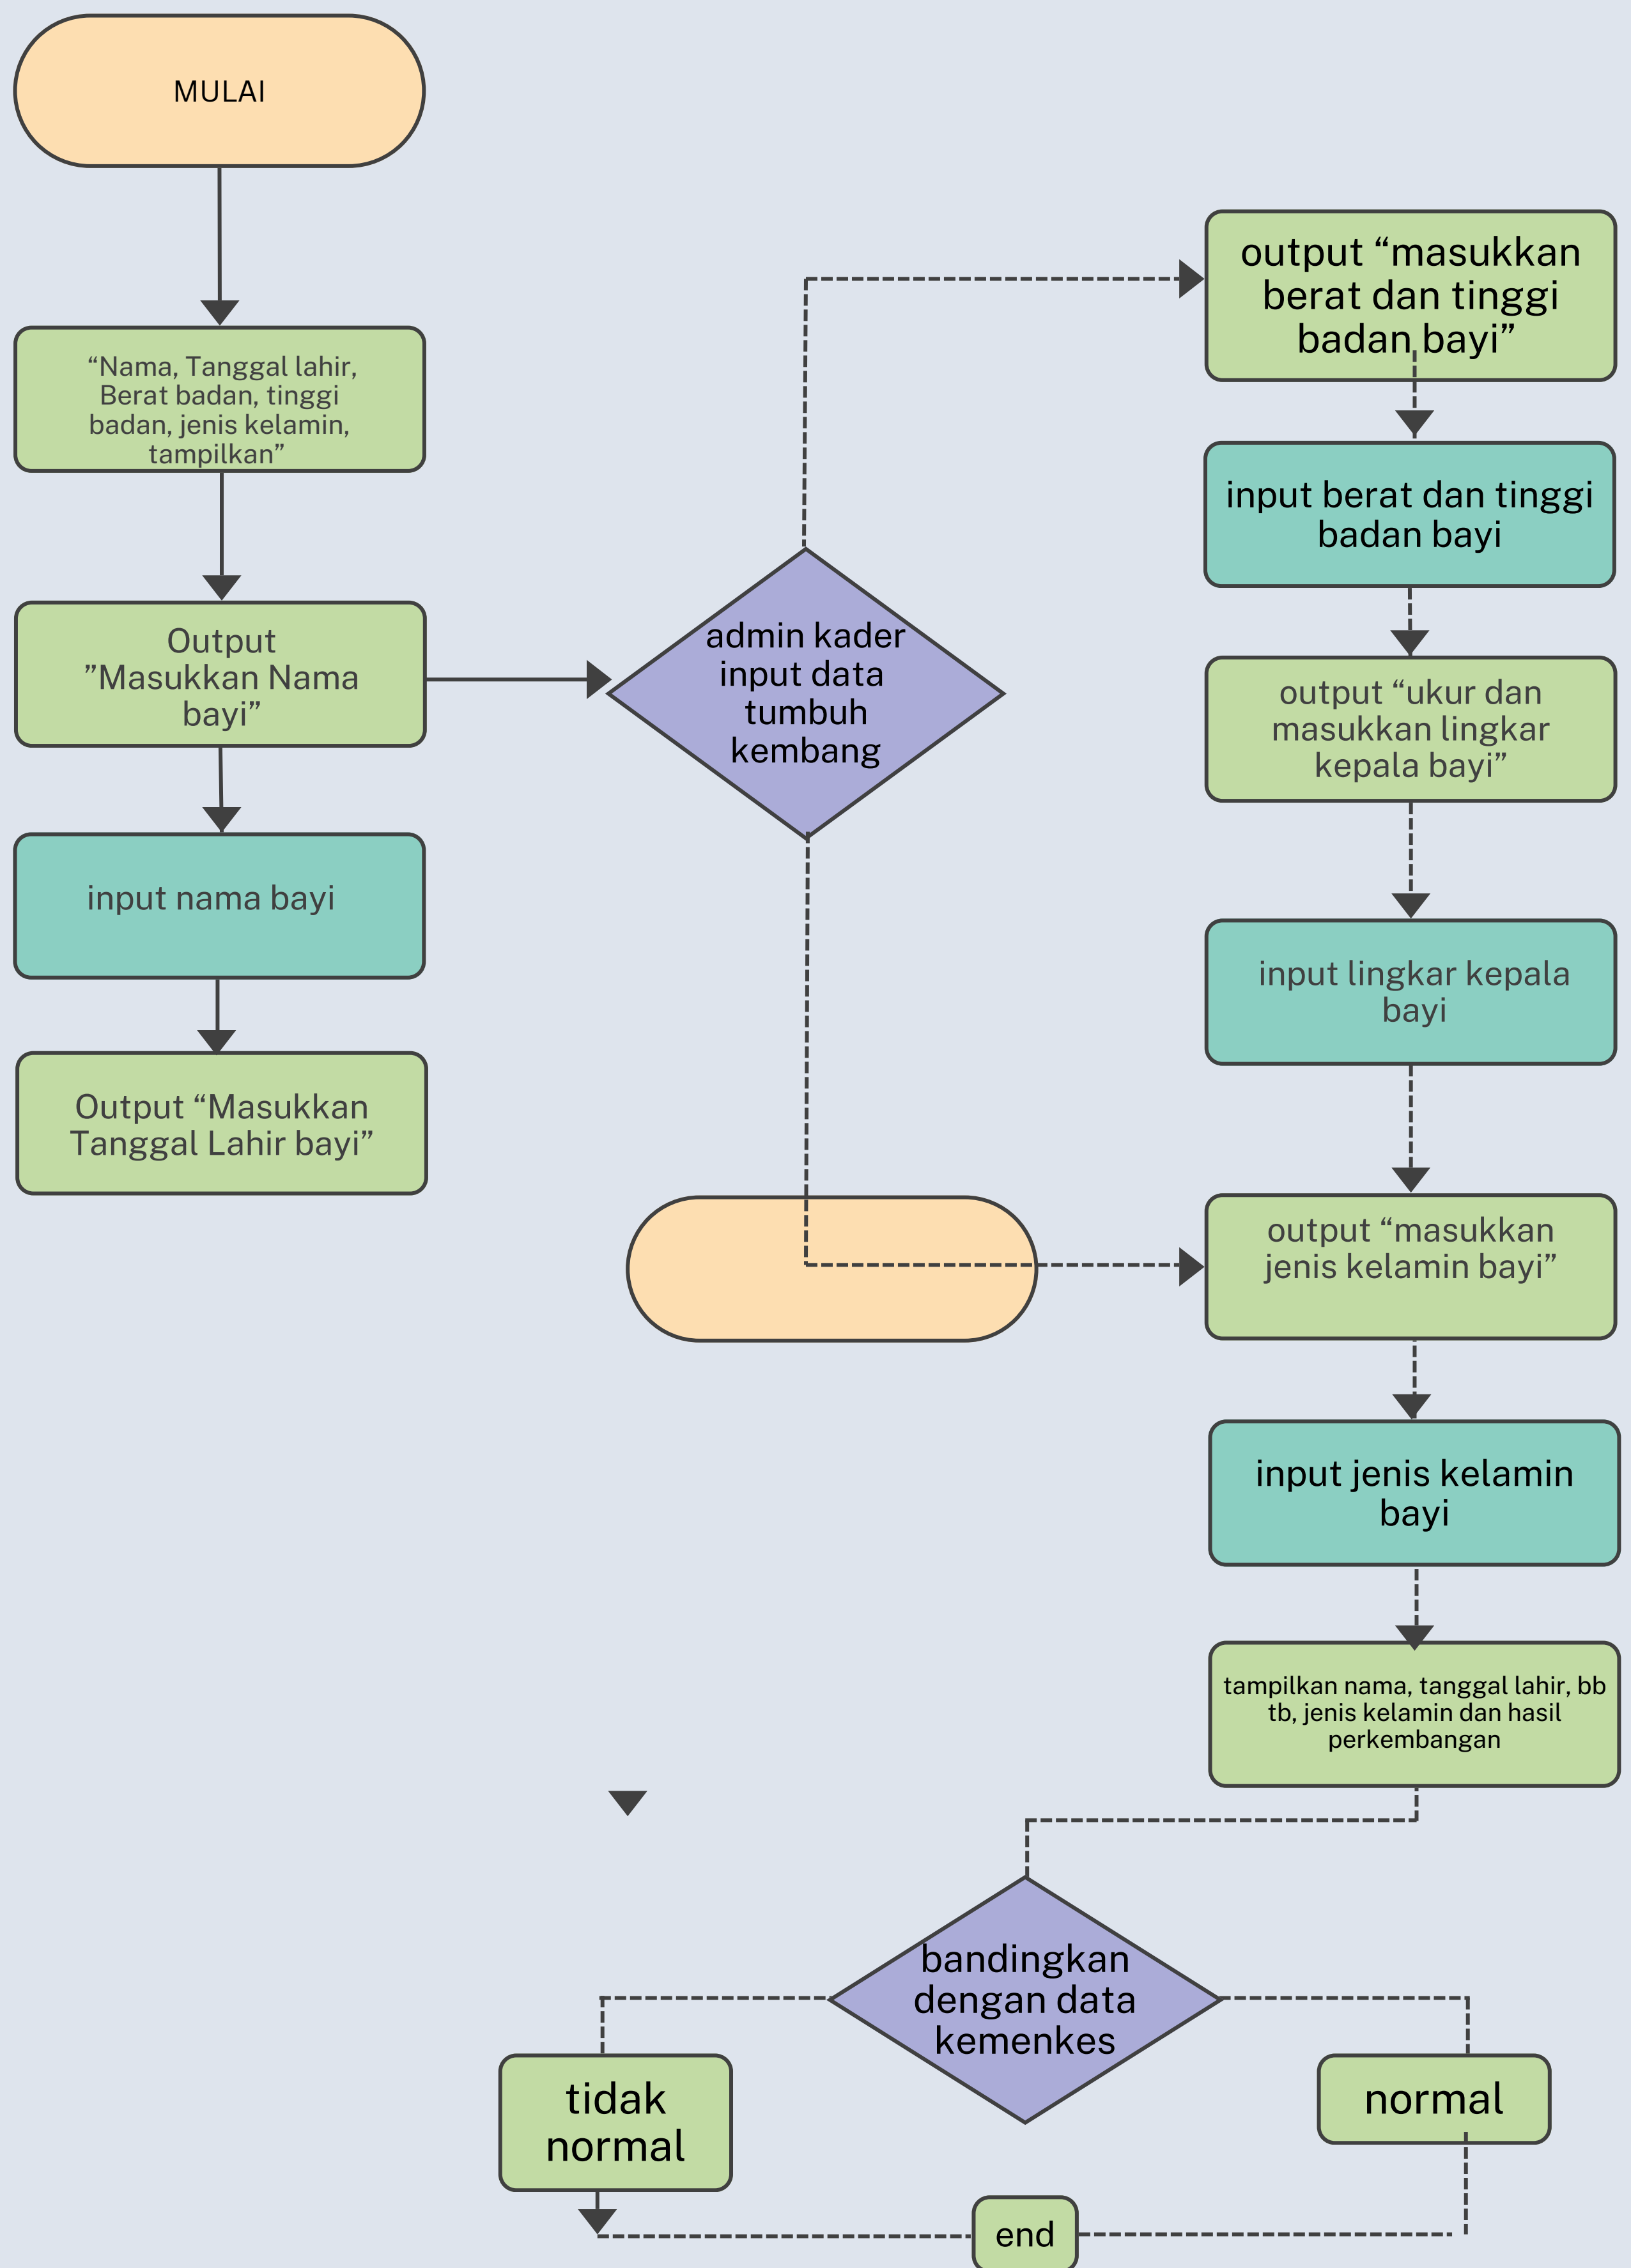 MULAI
“Nama, Tanggal lahir,
Berat badan, tinggi
badan, jenis kelamin,
tampilkan”
Output
”Masukkan Nama
bayi”
input nama bayi
Output “Masukkan
Tanggal Lahir bayi”
admin kader
input data
tumbuh
kembang
output “masukkan
berat dan tinggi
badan bayi”
input berat dan tinggi
badan bayi
output “ukur dan
masukkan lingkar
kepala bayi”
input lingkar kepala
bayi
output “masukkan
jenis kelamin bayi”
input jenis kelamin
bayi
tampilkan nama, tanggal lahir, bb
tb, jenis kelamin dan hasil
perkembangan
bandingkan
dengan data
kemenkes
tidak
normal
normal
end